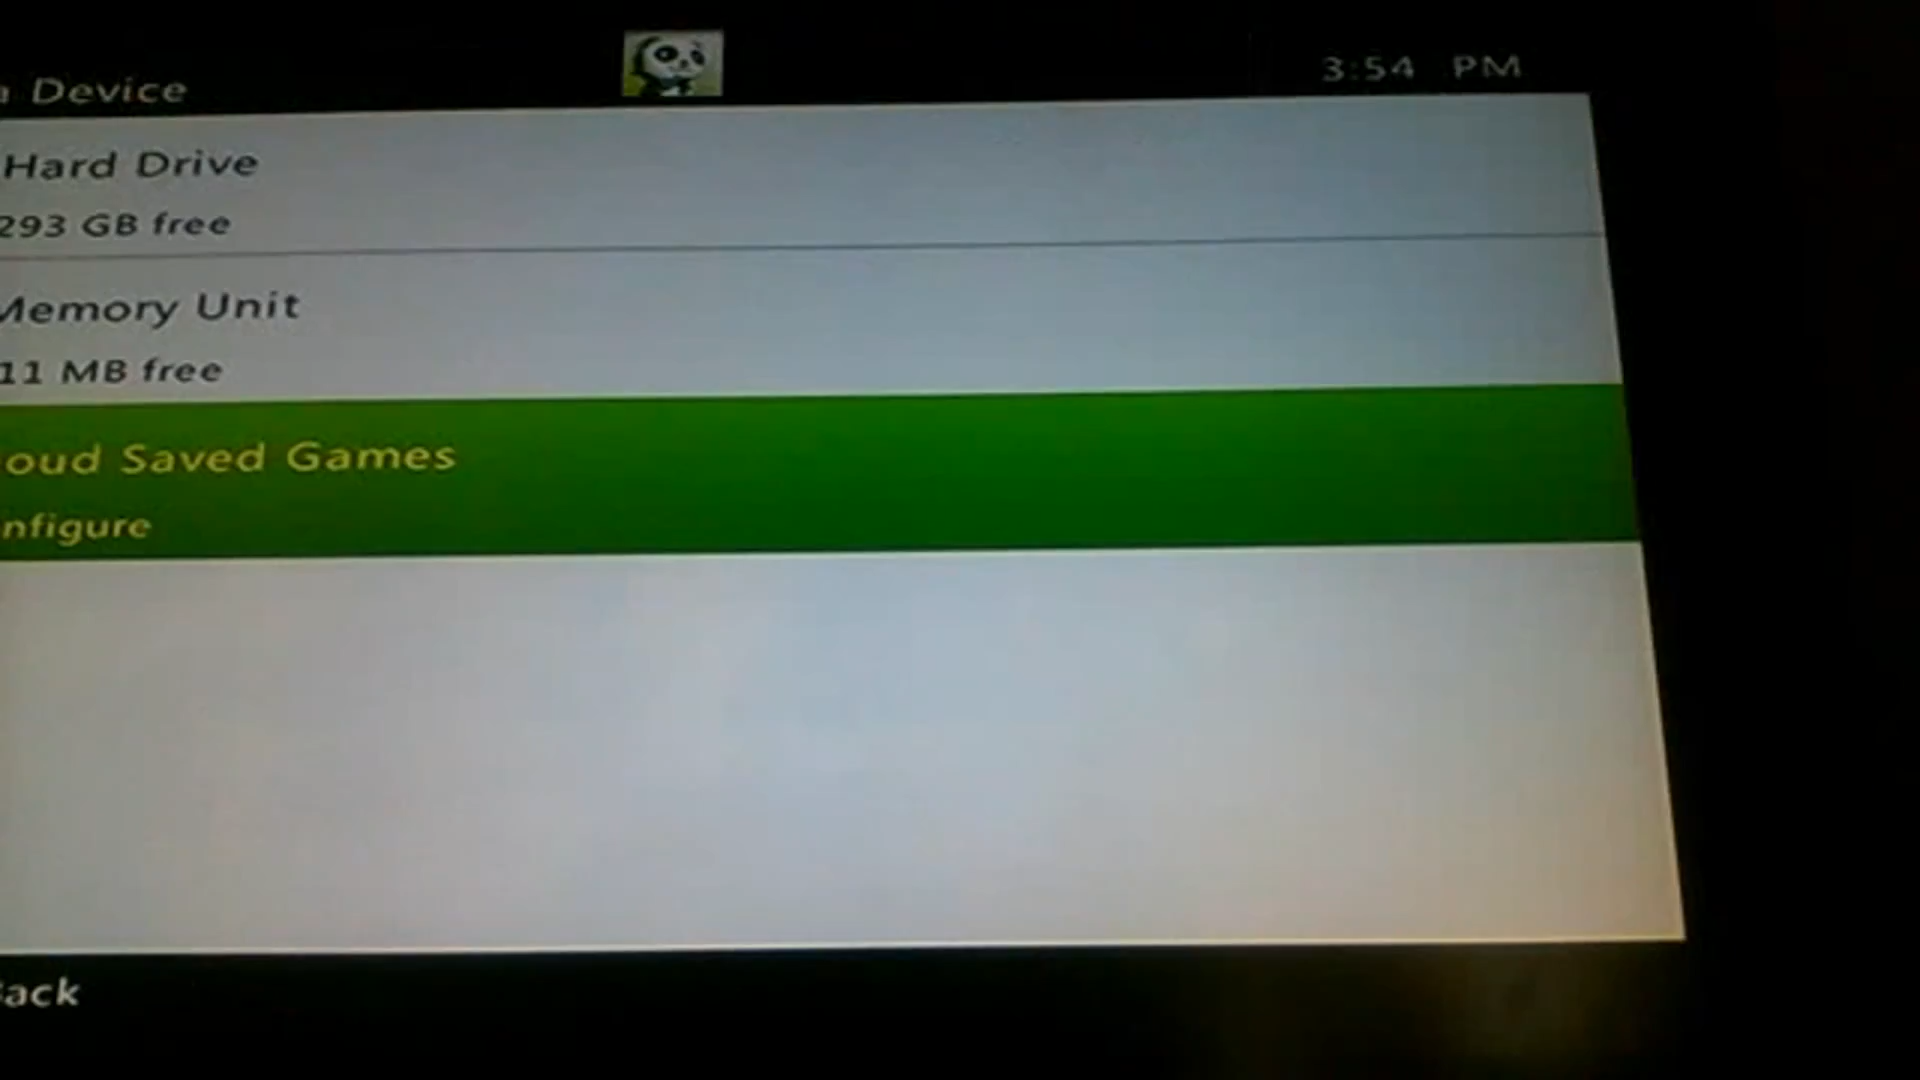 a Device
3:54 PM
Hard Drive
293 GB free
Memory Unit
11 MB free
oud Saved Games
nfigure
ack